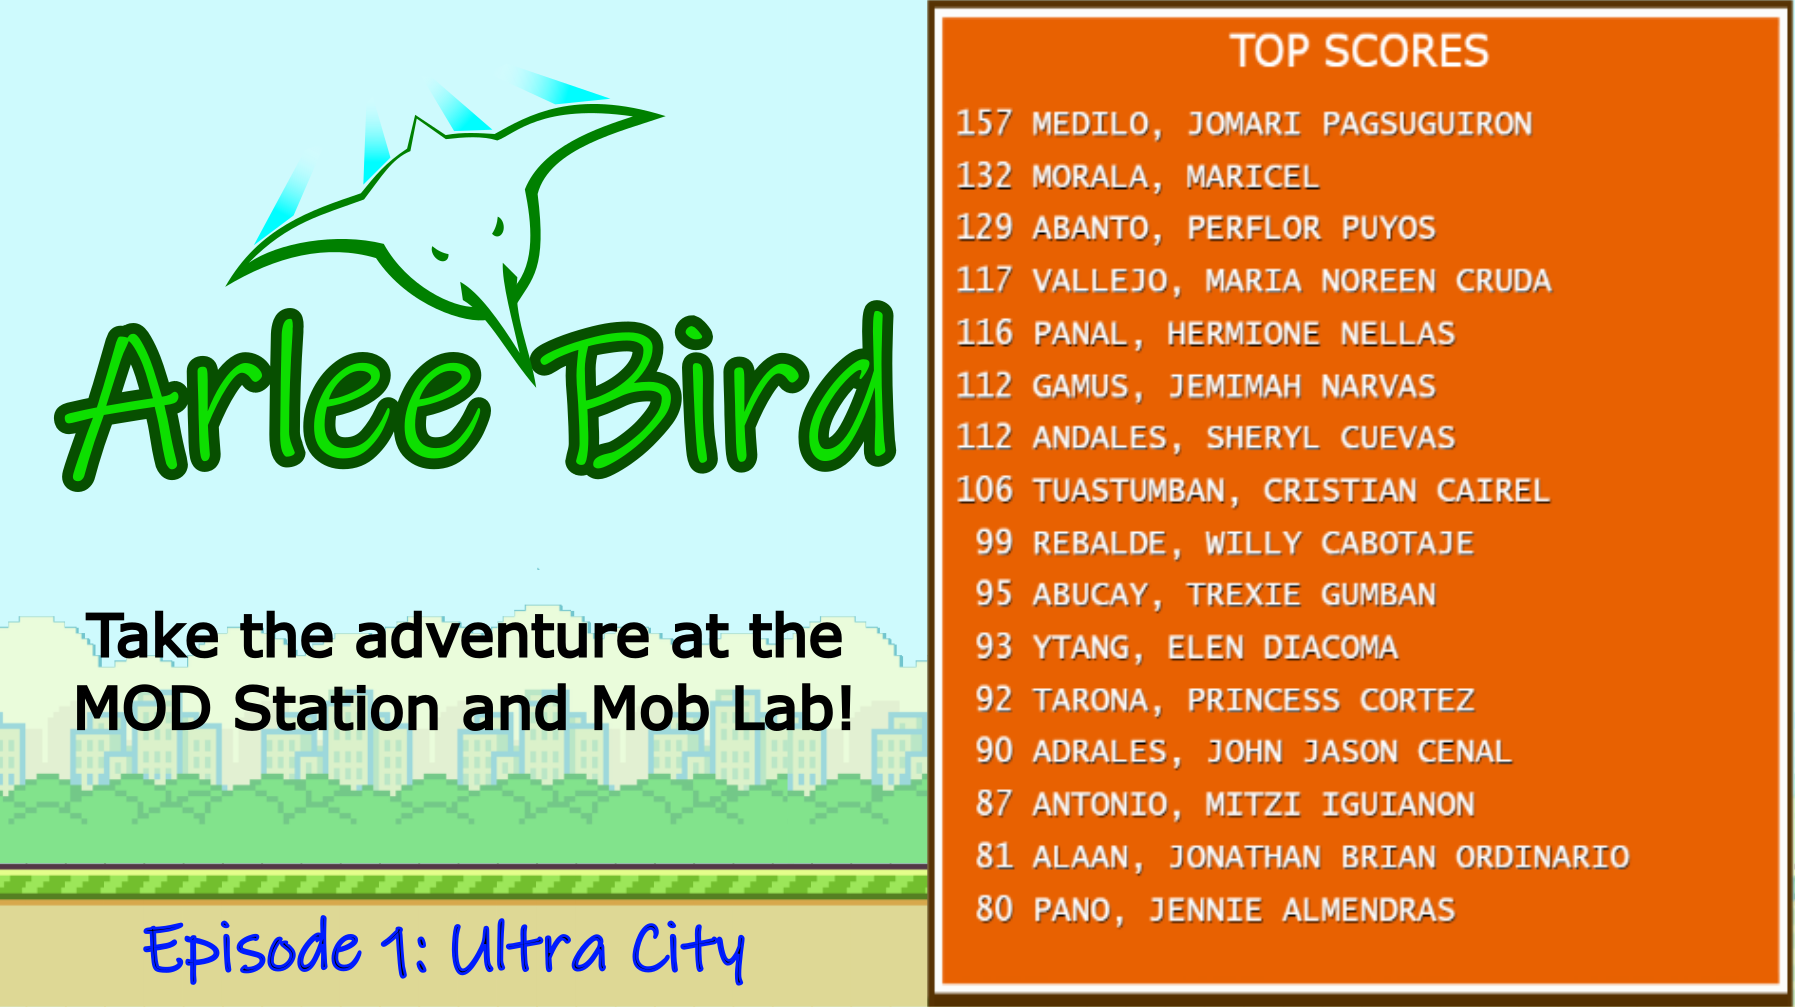 Arlee Bird
Take the adventure at the
MOD Station and Mob Lab!
Episode 1: Ultra City
TOP SCORES
157 MEDILO, JOMARI PAGSUGUIRON
132 MORALA, MARICEL
129 ABANTO, PERFLOR PUYOS
117 VALLEJO, MARIA NOREEN CRUDA
116 PANAL, HERMIONE NELLAS
112 GAMUS, JEMIMAH NARVAS
112 ANDALES, SHERYL CUEVAS
106 TUASTUMBAN, CRISTIAN CAIREL
99 REBALDE, WILLY CABOTAJE
95 ABUCAY, TREXIE GUMBAN
93 YTANG, ELEN DIACOMA
92 TARONA, PRINCESS CORTEZ
90 ADRALES, JOHN JASON CENAL
87 ANTONIO, MITZI IGUIANON
81 ALAAN, JONATHAN BRIAN ORDINARIO
80 PANO, JENNIE ALMENDRAS